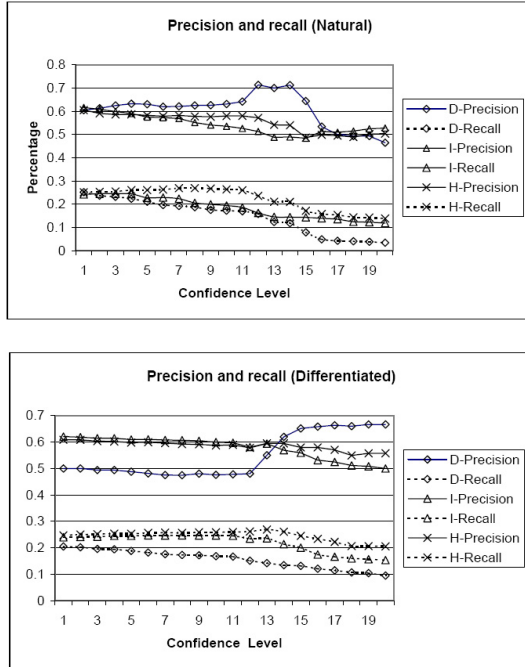 Precision and recall (Natural)
Percentage
0.8
0.7
0.6
0.5
0.4
0.3
0.2
0.1
0
1 3 5 7 9 11 13 15 17 19
Confidence Level
D-Precision
D-Recall
I-Precision
I-Recall
H-Precision
H-Recall
Precision and recall (Differentiated)
0.7
0.6
0.5
0.4
0.3
0.2
0.1
0
1 3 5 7 9 11 13 15 17 19
Confidence Level
D-Precision
D-Recall
I-Precision
I-Recall
H-Precision
H-Recall